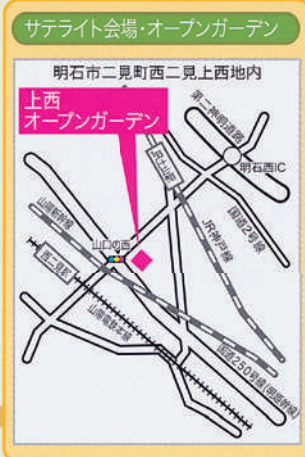 サテライト会場・オープンガーデン
明石市二見町西二見上西地内
上西
オープンガーデン
第二神明道路
JR土山駅
明石西IC
国道2号線
JR神戸線
山陽新幹線
山口の西
西二見駅
山陽電鉄本線
国道250号線(明姫幹線)